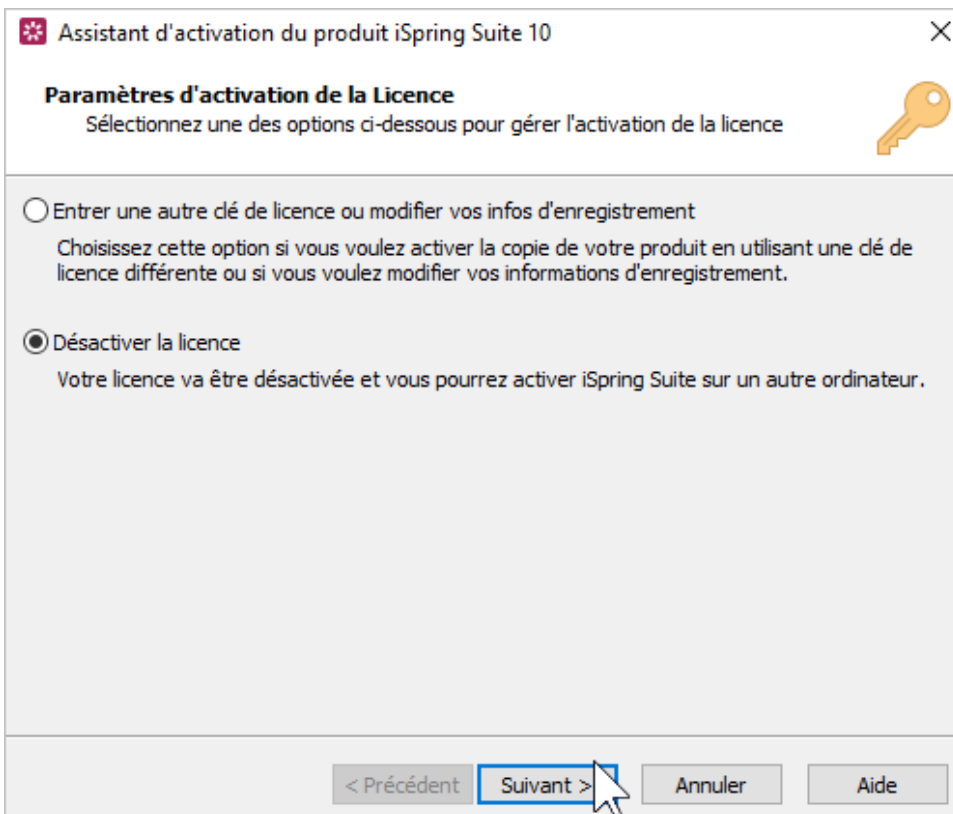 Assistant d'activation du produit iSpring Suite 10
Paramètres d'activation de la Licence
Sélectionnez une des options ci-dessous pour gérer l'activation de la licence
Entrer une autre clé de licence ou modifier vos infos d'enregistrement
Choisissez cette option si vous voulez activer la copie de votre produit en utilisant une clé de
licence différente ou si vous voulez modifier vos informations d'enregistrement.
Désactiver la licence
Votre licence va être désactivée et vous pourrez activer iSpring Suite sur un autre ordinateur.
< Précédent Suivant > Annuler Aide